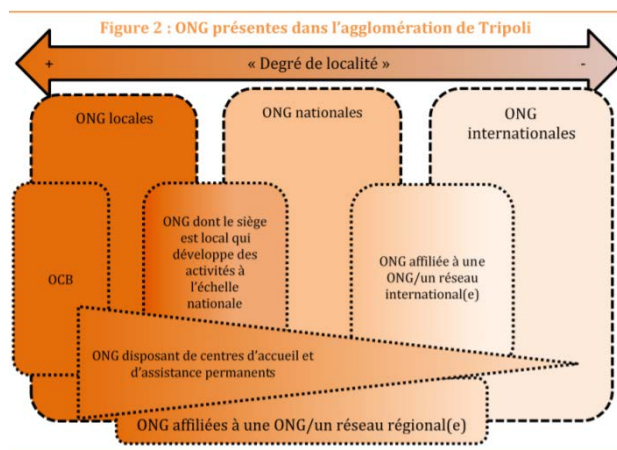 Figure 2 : ONG présentes dans l'agglomération de Tripoli
+
« Degré de localité »
-
ONG locales
ONG nationales
ONG
internationales
OCB
ONG dont le siège
est local qui
développe des
activités à
l'échelle
nationale
ONG affiliée à une
ONG/un réseau
international(e)
ONG disposant de centres d'accueil et
d'assistance permanents
ONG affiliées à une ONG/un réseau régional(e)